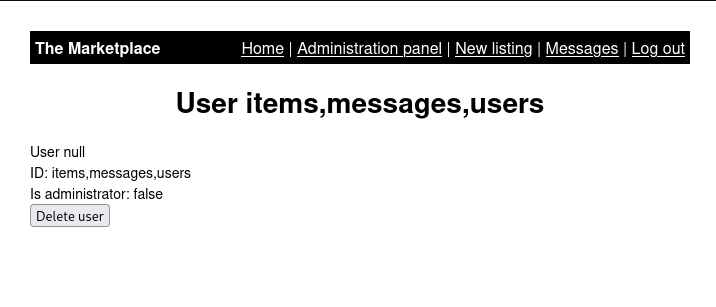 The Marketplace Home | Administration panel | New listing | Messages | Log out
User items,messages,users
User null
ID: items,messages,users
Is administrator: false
Delete user